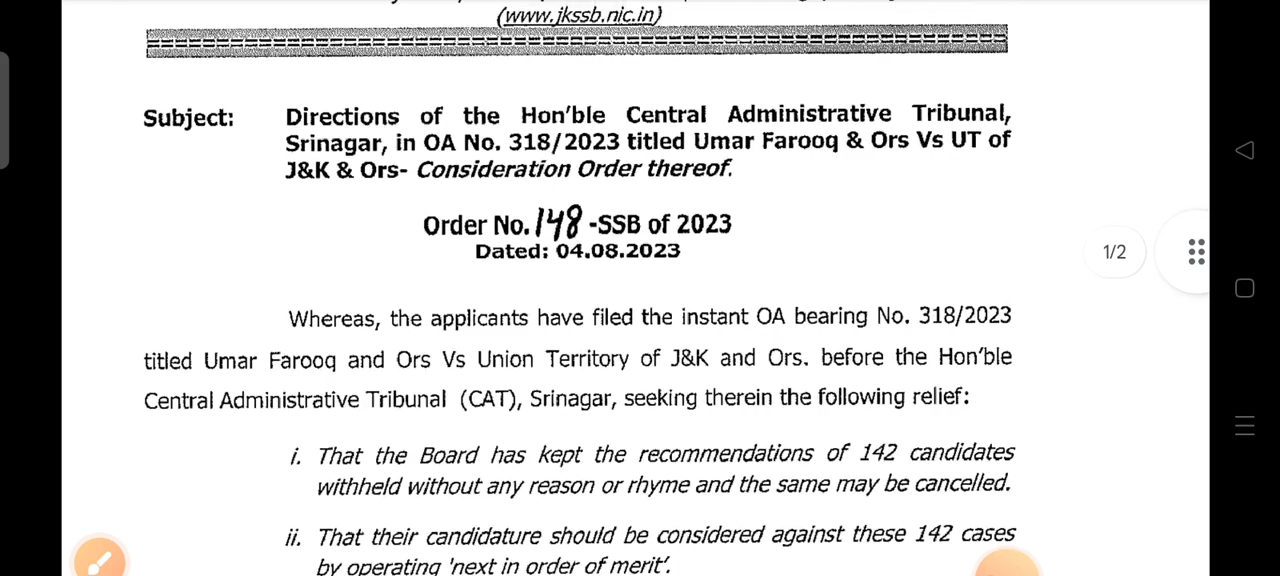 (www.jkssb.nic.in)
Subject: Directions of the Hon'ble Central Administrative Tribunal,
Srinagar, in OA No. 318/2023 titled Umar Farooq & Ors Vs UT of
J&K & Ors- Consideration Order thereof.
Order No. 148 -SSB of 2023
Dated: 04.08.2023
1/2
Whereas, the applicants have filed the instant OA bearing No. 318/2023
titled Umar Farooq and Ors Vs Union Territory of J&K and Ors. before the Hon'ble
Central Administrative Tribunal (CAT), Srinagar, seeking therein the following relief:
i. That the Board has kept the recommendations of 142 candidates
withheld without any reason or rhyme and the same may be cancelled.
ii. That their candidature should be considered against these 142 cases
by operating 'next in order of merit'.